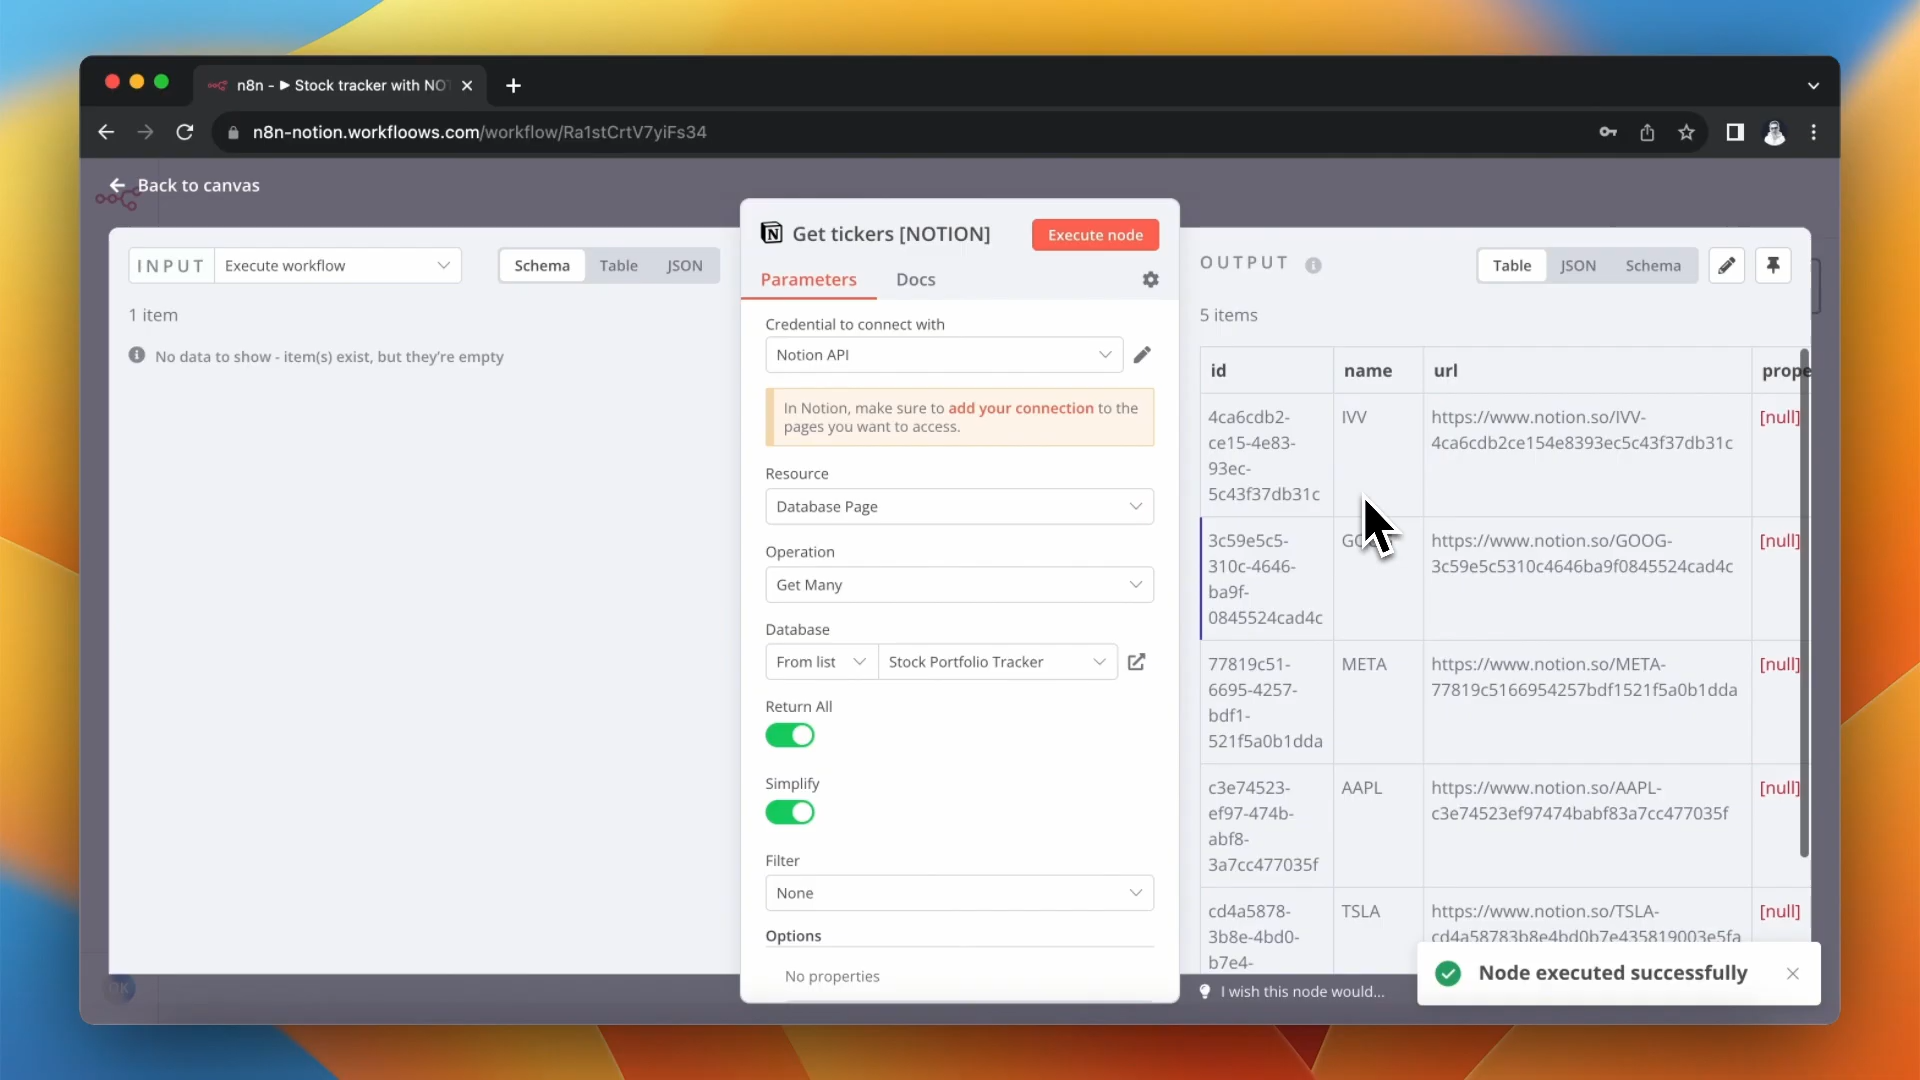 n8n - ▶ Stock tracker with NO
n8n-notion.workfloows.com/workflow/Ra1stCrtV7yiFs34
Back to canvas
INPUT
Execute workflow
Schema
Table
JSON
1 item
No data to show - item(s) exist, but they're empty
Get tickers [NOTION]
Execute node
Parameters
Docs
Credential to connect with
Notion API
In Notion, make sure to add your connection to the
pages you want to access.
Resource
Database Page
Operation
Get Many
Database
From list
Stock Portfolio Tracker
Return All
Simplify
Filter
None
Options
No properties
OUTPUT
Table
JSON
Schema
5 items
id name url prope
4ca6cdb2-
ce15-4e83-
93ec-
5c43f37db31c
IVV
https://www.notion.so/IVV-
4ca6cdb2ce154e8393ec5c43f37db31c
[null]
3c59e5c5-
310c-4646-
ba9f-
0845524cad4c
https://www.notion.so/GOOG-
3c59e5c5310c4646ba9f0845524cad4c
[null]
77819c51-
6695-4257-
bdf1-
521f5a0b1dda
META
https://www.notion.so/META-
77819c5166954257bdf1521f5a0b1dda
[null]
c3e74523-
ef97-474b-
abf8-
3a7cc477035f
AAPL
https://www.notion.so/AAPL-
c3e74523ef97474babf83a7cc477035f
[null]
cd4a5878-
3b8e-4bd0-
b7e4-
TSLA
https://www.notion.so/TSLA-
cd4a58783b8e4bd0b7e435819003e5fa
[null]
I wish this node would...
Node executed successfully
OK